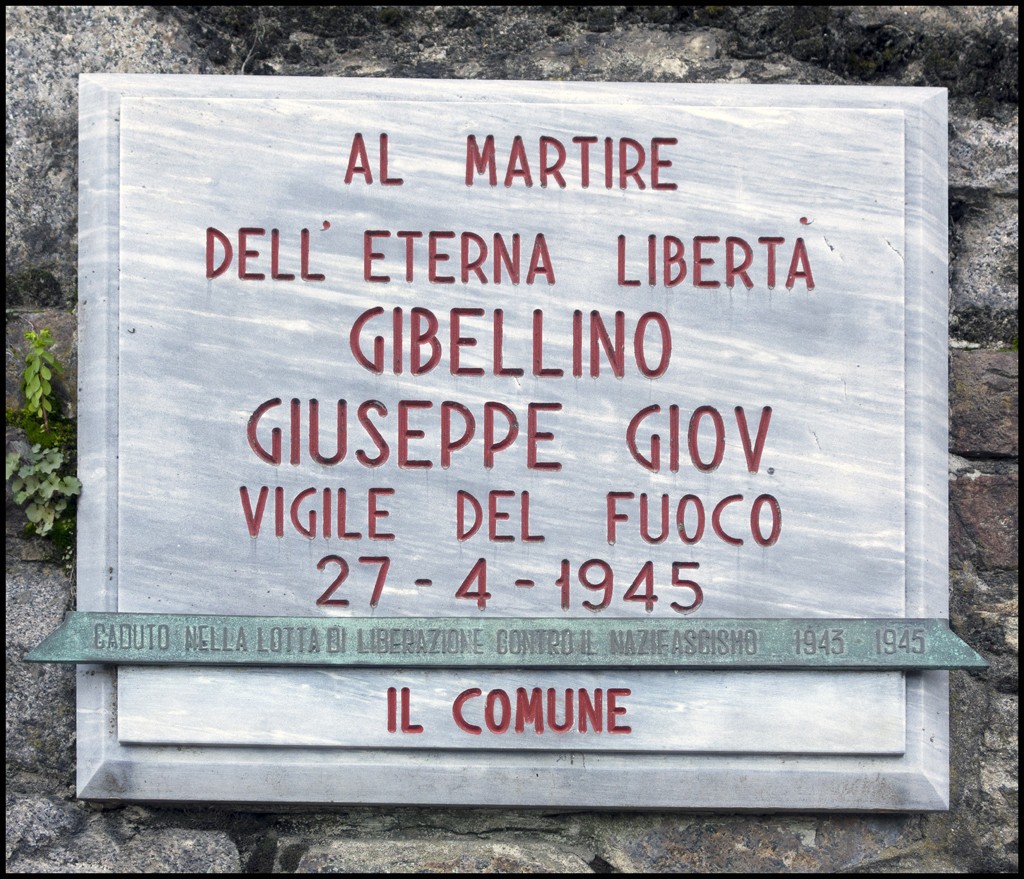 AL MARTIRE
DELL'ETERNA LIBERTA'
GIBELLINO
GIUSEPPE GIOV.
VIGILE DEL FUOCO
27-4-1945
CADUTO NELLA LOTTA DI LIBERAZIONE CONTRO IL NAZIFASCISMO 1943-1945
IL COMUNE